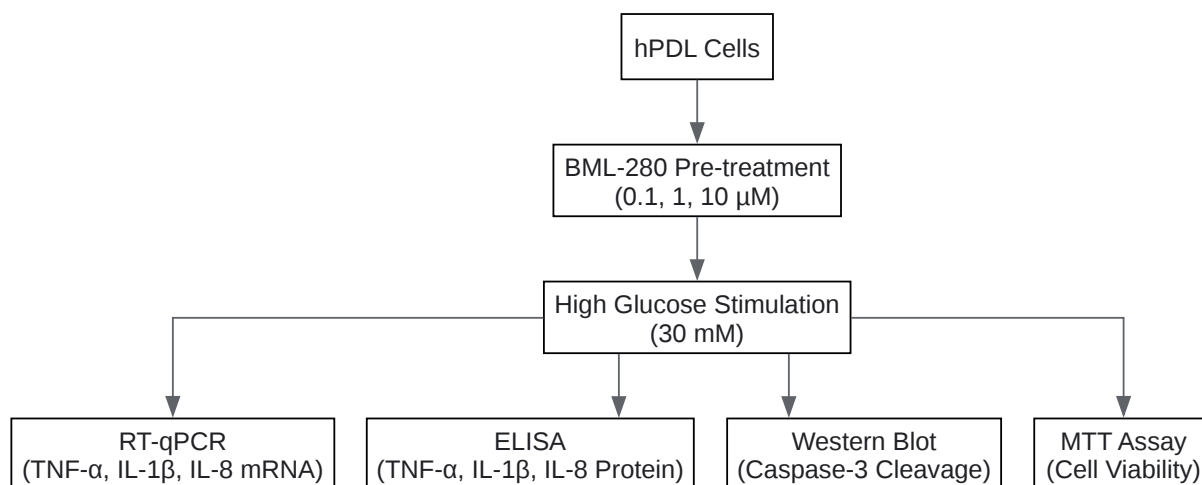 hPDL Cells
BML-280 Pre-treatment
(0.1, 1, 10 µM)
High Glucose Stimulation
(30 mM)
RT-qPCR
(TNF-α, IL-1β, IL-8 mRNA)
ELISA
(TNF-α, IL-1β, IL-8 Protein)
Western Blot
(Caspase-3 Cleavage)
MTT Assay
(Cell Viability)